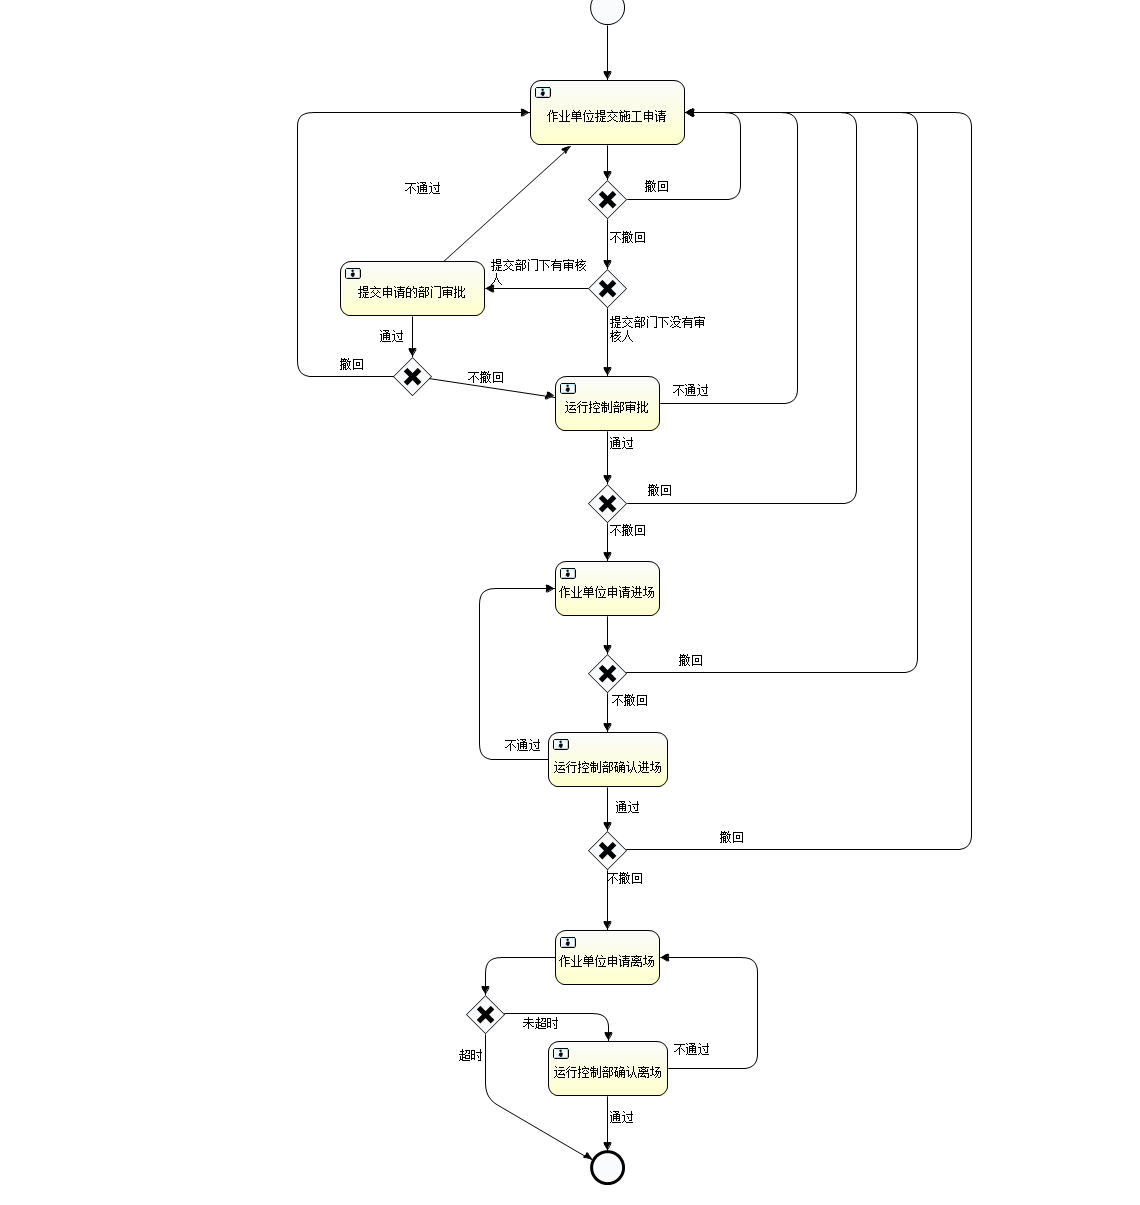 作业单位提交施工申请
不通过
撤回
不撤回
提交部门下有审核
人
提交申请的部门审批
提交部门下没有审
核人
通过
撤回
不撤回
不通过
运行控制部审批
通过
撤回
不撤回
作业单位申请进场
撤回
不撤回
不通过
运行控制部确认进场
通过
撤回
不撤回
作业单位申请离场
未超时
超时
不通过
运行控制部确认离场
通过